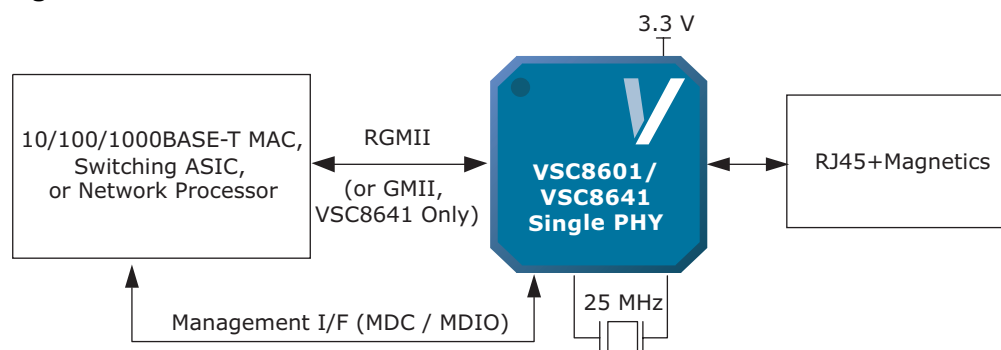 3.3 V
10/100/1000BASE-T MAC,
Switching ASIC,
or Network Processor
RGMII
(or GMII,
VSC8641 Only)
VSC8601/
VSC8641
Single PHY
RJ45+Magnetics
25 MHz
Management I/F (MDC / MDIO)